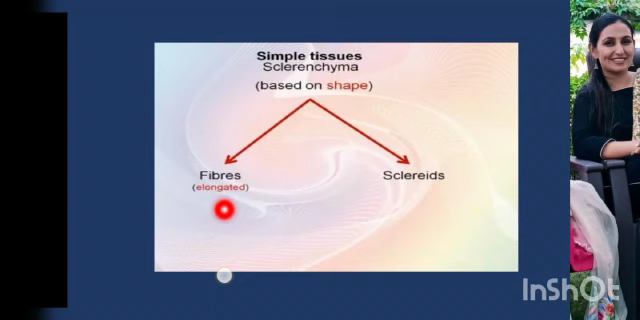 Simple tissues
Sclerenchyma
(based on shape)
Fibres
(elongated)
Sclereids
InShOt